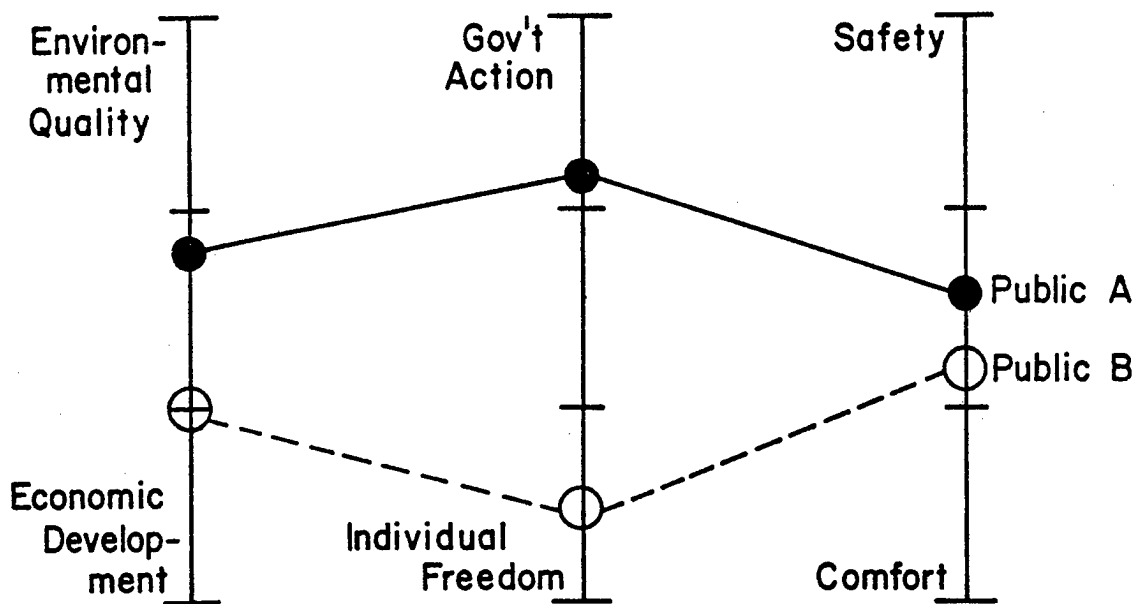 Environ-
mental
Quality
Gov't
Action
Safety
Public A
Public B
Economic
Develop-
ment
Individual
Freedom
Comfort